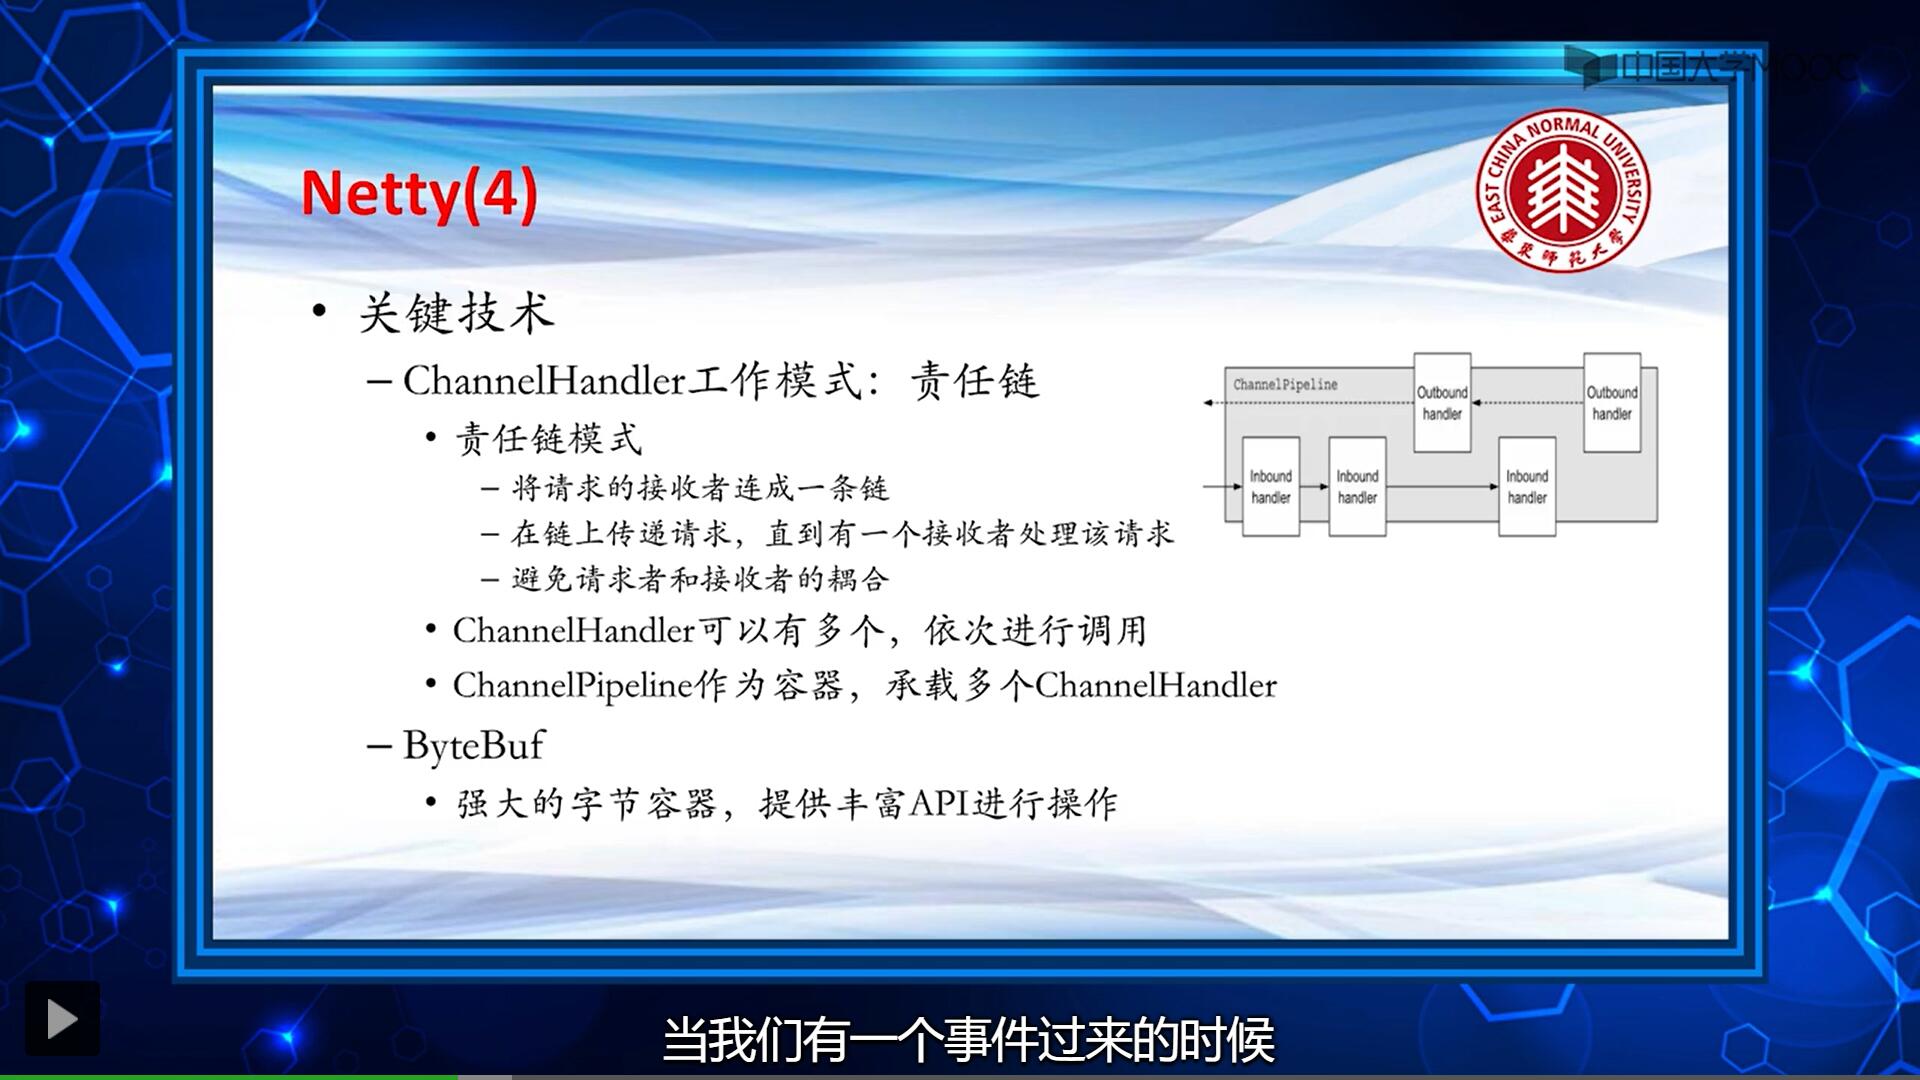 中国大学MOOC
EAST CHINA NORMAL UNIVERSITY
华东师范大学
Netty(4)
• 关键技术
– ChannelHandler工作模式：责任链
• 责任链模式
– 将请求的接收者连成一条链
– 在链上传递请求，直到有一个接收者处理该请求
– 避免请求者和接收者的耦合
• ChannelHandler可以有多个，依次进行调用
• ChannelPipeline作为容器，承载多个ChannelHandler
– ByteBuf
• 强大的字节容器，提供丰富API进行操作
ChannelPipeline
Outbound
handler
Outbound
handler
Inbound
handler
Inbound
handler
Inbound
handler
当我们有一个事件过来的时候